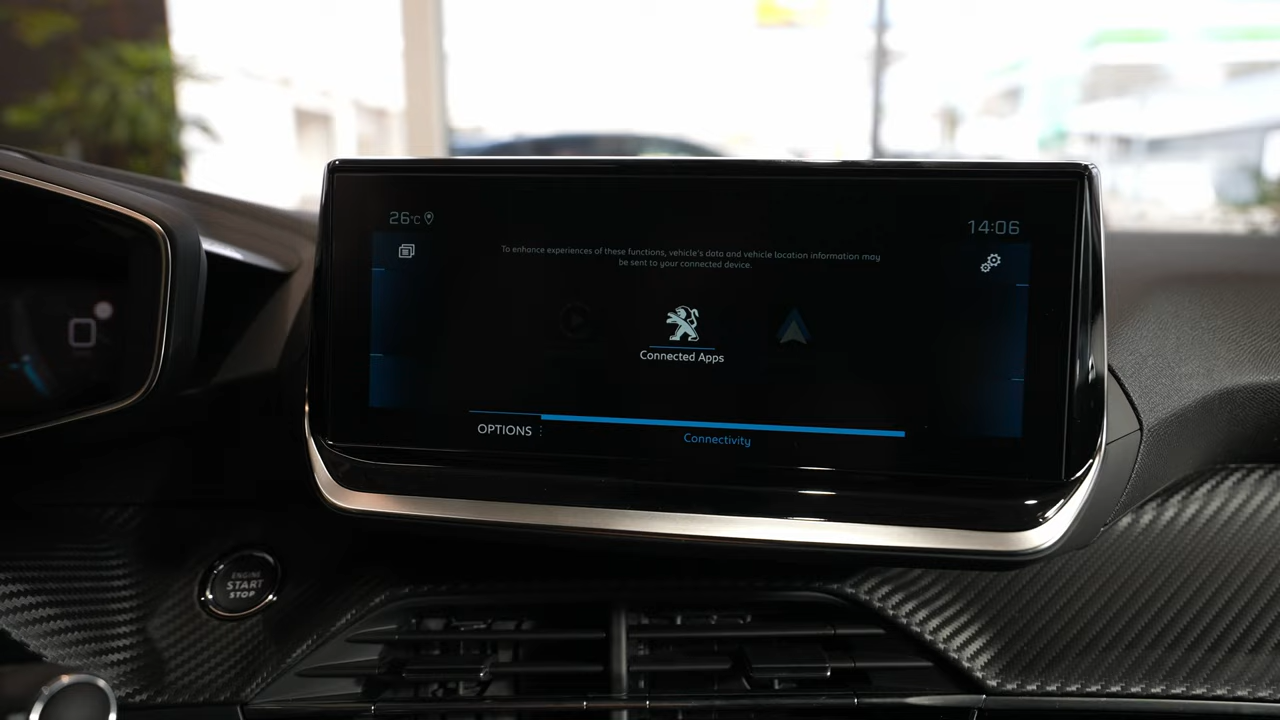 26°C
14:06
To enhance experiences of these functions, vehicle's data and vehicle location information may
be sent to your connected device.
Connected Apps
OPTIONS
Connectivity
ENGINE
START
STOP